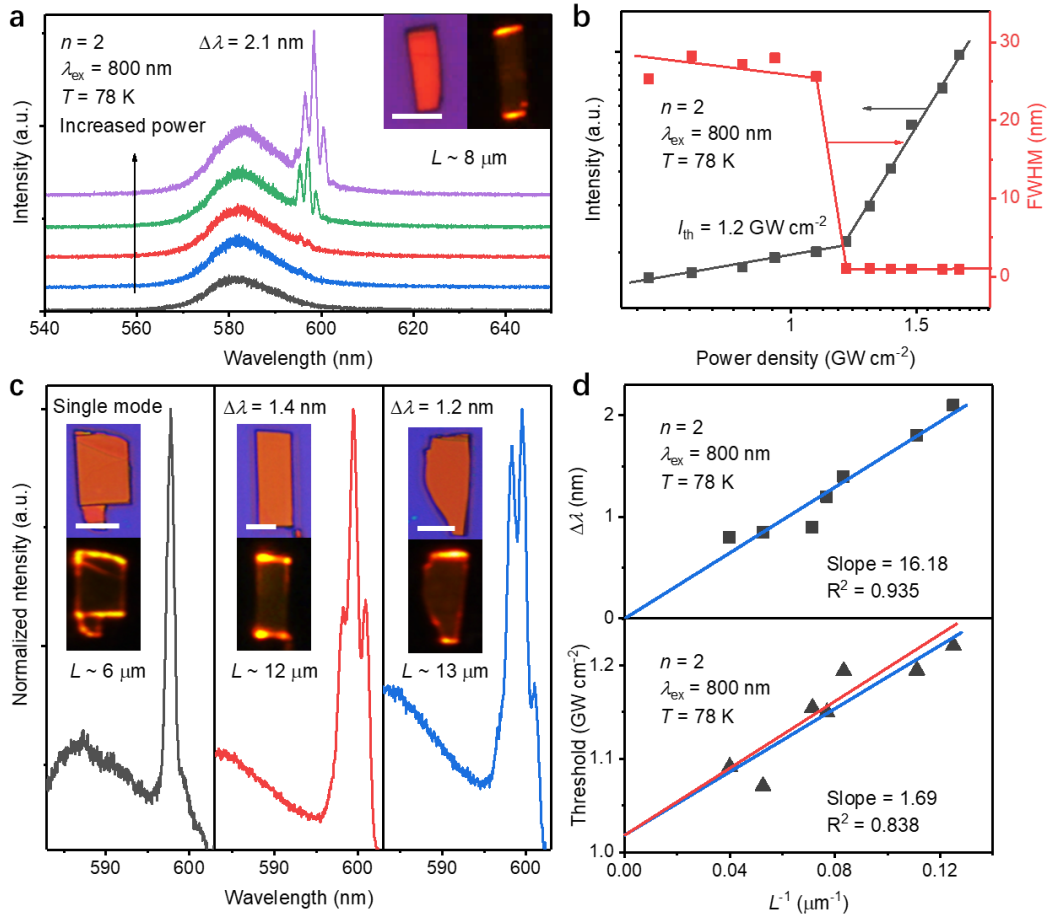 a
n = 2
λex = 800 nm
T = 78 K
Increased power
Δλ = 2.1 nm
L ~ 8 μm
Intensity (a.u.)
540 560 580 600 620 640
Wavelength (nm)
b
n = 2
λex = 800 nm
T = 78 K
Ith = 1.2 GW cm-2
Intensity (a.u.)
30
20
10
0
FWHM (nm)
1 1.5
Power density (GW cm-2)
c
Single mode
Δλ = 1.4 nm
Δλ = 1.2 nm
L ~ 6 μm
L ~ 12 μm
L ~ 13 μm
Normalized ntensity (a.u.)
590 600 590 600 590 600
Wavelength (nm)
d
n = 2
λex = 800 nm
T = 78 K
Slope = 16.18
R2 = 0.935
2
1
0
Δλ (nm)
n = 2
λex = 800 nm
T = 78 K
Slope = 1.69
R2 = 0.838
1.2
1.1
1.0
Threshold (GW cm-2)
0.00 0.04 0.08 0.12
L-1 (μm-1)